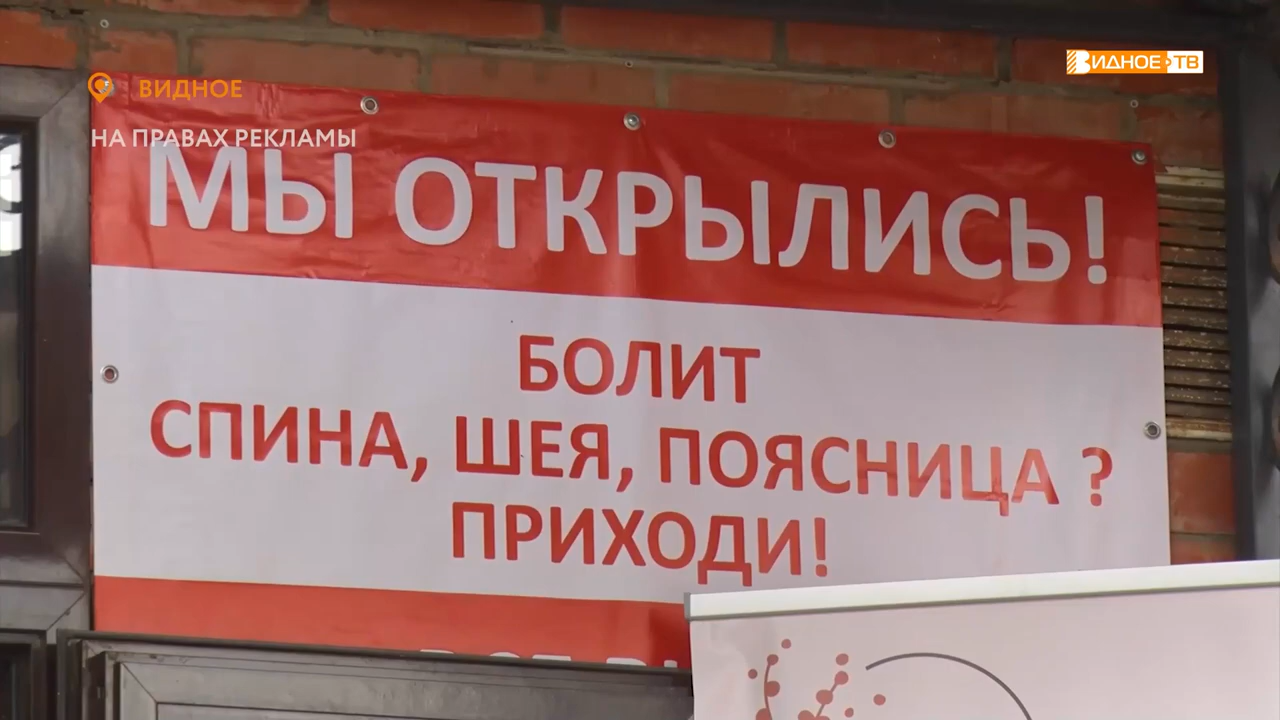 ВИДНОЕ
ВИДНОЕ ТВ
НА ПРАВАХ РЕКЛАМЫ
МЫ ОТКРЫЛИСЬ!
БОЛИТ
СПИНА, ШЕЯ, ПОЯСНИЦА ?
ПРИХОДИ!